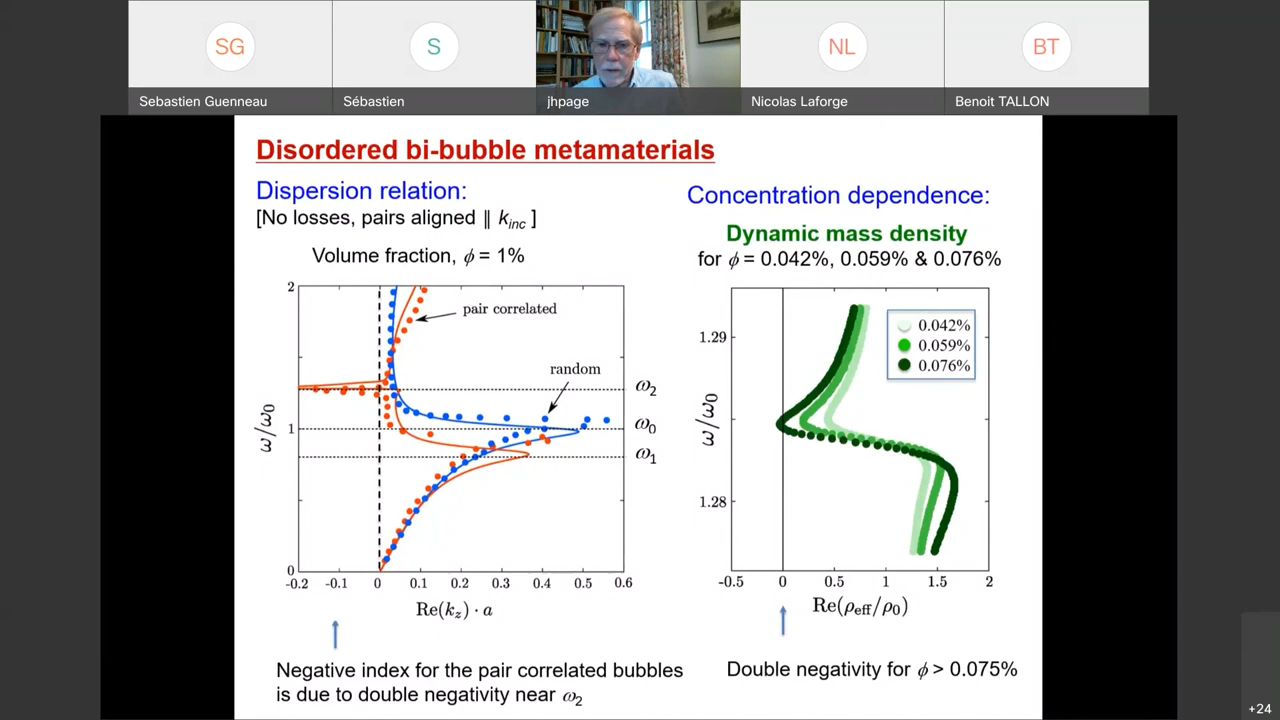 SG
S
NL
BT
Sebastien Guenneau
Sébastien
jhpage
Nicolas Laforge
Benoit TALLON
Disordered bi-bubble metamaterials
Dispersion relation:
[No losses, pairs aligned ∥ k_inc ]
Volume fraction, ϕ = 1%
2
1
0
ω/ω₀
pair correlated
random
ω₂
ω₀
ω₁
-0.2 -0.1 0 0.1 0.2 0.3 0.4 0.5 0.6
Re(k_z) · a
Negative index for the pair correlated bubbles
is due to double negativity near ω₂
Concentration dependence:
Dynamic mass density
for ϕ = 0.042%, 0.059% & 0.076%
1.29
1.28
ω/ω₀
0.042%
0.059%
0.076%
-0.5 0 0.5 1 1.5 2
Re(ρ_eff/ρ₀)
Double negativity for ϕ > 0.075%
+24